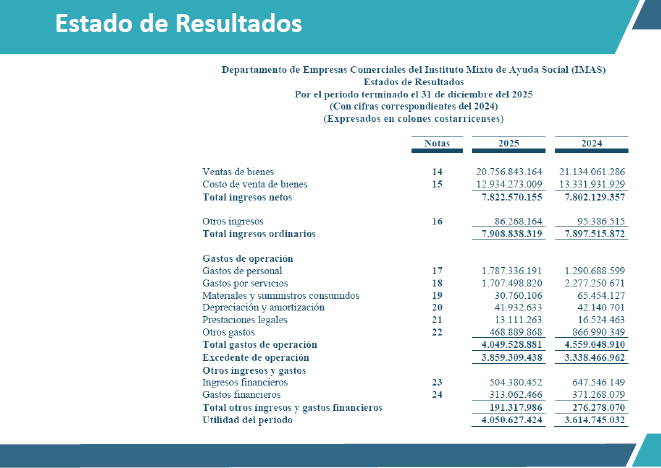 Estado de Resultados
Departamento de Empresas Comerciales del Instituto Mixto de Ayuda Social (IMAS)
Estados de Resultados
Por el periodo terminado el 31 de diciembre del 2025
(Con cifras correspondientes del 2024)
(Expresados en colones costarricenses)
Notas 2025 2024
Ventas de bienes 14 20.756.843.164 21.134.061.286
Costo de venta de bienes 15 12.934.273.009 13.331.931.929
Total ingresos netos 7.822.570.155 7.802.129.357
Otros ingresos 16 86.268.164 95.386.515
Total ingresos ordinarios 7.908.838.319 7.897.515.872
Gastos de operación
Gastos de personal 17 1.787.336.191 1.290.688.599
Gastos por servicios 18 1.707.498.820 2.277.250.671
Materiales y suministros consumidos 19 30.760.106 65.454.127
Depreciación y amortización 20 41.932.633 42.140.701
Prestaciones legales 21 13.111.263 16.524.463
Otros gastos 22 468.889.868 866.990.349
Total gastos de operación 4.049.528.881 4.559.048.910
Excedente de operación 3.859.309.438 3.338.466.962
Otros ingresos y gastos
Ingresos financieros 23 504.380.452 647.546.149
Gastos financieros 24 313.062.466 371.268.079
Total otros ingresos y gastos financieros 191.317.986 276.278.070
Utilidad del periodo 4.050.627.424 3.614.745.032